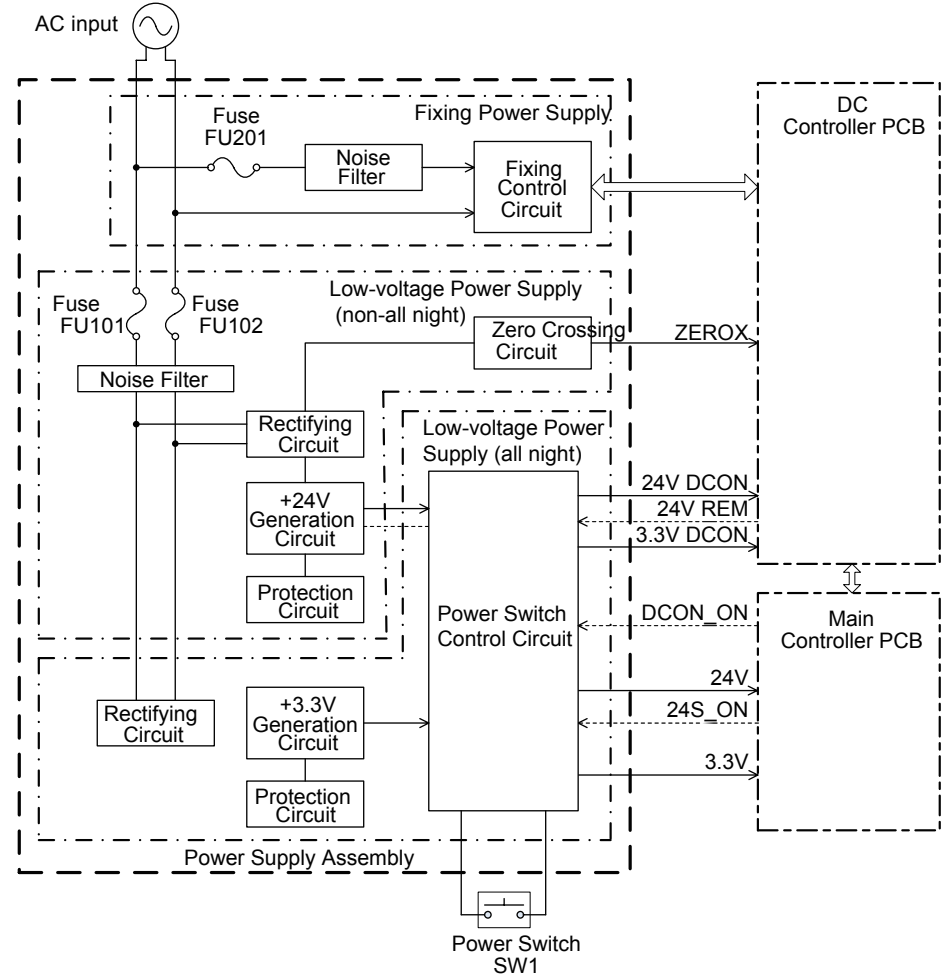 AC input
Fuse
FU201
Fixing Power Supply
Noise
Filter
Fixing
Control
Circuit
DC
Controller PCB
Low-voltage Power Supply
(non-all night)
Fuse
FU101
Fuse
FU102
Zero Crossing
Circuit
ZEROX
Noise Filter
Rectifying
Circuit
Low-voltage Power
Supply (all night)
+24V
Generation
Circuit
24V DCON
24V REM
3.3V DCON
Protection
Circuit
Power Switch
Control Circuit
DCON_ON
Main
Controller PCB
24V
24S_ON
3.3V
Rectifying
Circuit
+3.3V
Generation
Circuit
Protection
Circuit
Power Supply Assembly
Power Switch
SW1